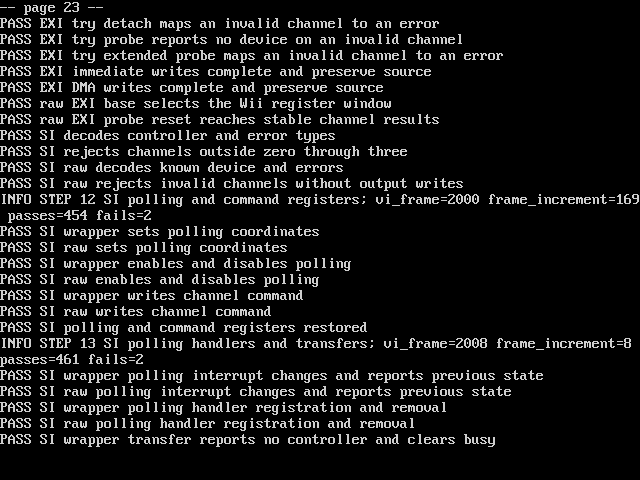 -- page 23 --
PASS EXI try detach maps an invalid channel to an error
PASS EXI try probe reports no device on an invalid channel
PASS EXI try extended probe maps an invalid channel to an error
PASS EXI immediate writes complete and preserve source
PASS EXI DMA writes complete and preserve source
PASS raw EXI base selects the Wii register window
PASS raw EXI probe reset reaches stable channel results
PASS SI decodes controller and error types
PASS SI rejects channels outside zero through three
PASS SI raw decodes known device and errors
PASS SI raw rejects invalid channels without output writes
INFO STEP 12 SI polling and command registers; vi_frame=2000 frame_increment=169
 passes=454 fails=2
PASS SI wrapper sets polling coordinates
PASS SI raw sets polling coordinates
PASS SI wrapper enables and disables polling
PASS SI raw enables and disables polling
PASS SI wrapper writes channel command
PASS SI raw writes channel command
PASS SI polling and command registers restored
INFO STEP 13 SI polling handlers and transfers; vi_frame=2008 frame_increment=8
passes=461 fails=2
PASS SI wrapper polling interrupt changes and reports previous state
PASS SI raw polling interrupt changes and reports previous state
PASS SI wrapper polling handler registration and removal
PASS SI raw polling handler registration and removal
PASS SI wrapper transfer reports no controller and clears busy